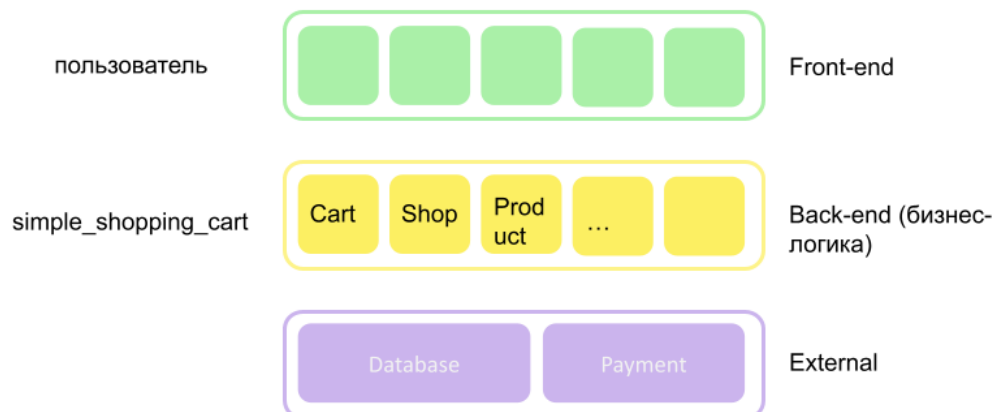 пользователь
Front-end
simple_shopping_cart
Cart
Shop
Prod
uct
...
Back-end (бизнес-
логика)
Database
Payment
External